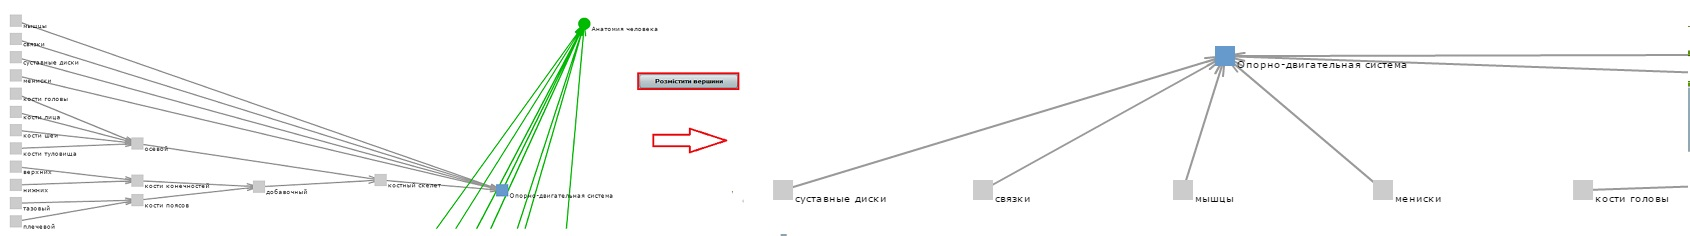 мышцы
связки
суставные диски
мениски
кости головы
кости лица
кости шеи
кости туловища
верхних
нижних
тазовый
плечевой
осевой
кости конечностей
кости поясов
добавочный
костный скелет
Опорно-двигательная система
Анатомия человека
Розмістити вершини
Опорно-двигательная система
суставные диски
связки
мышцы
мениски
кости головы